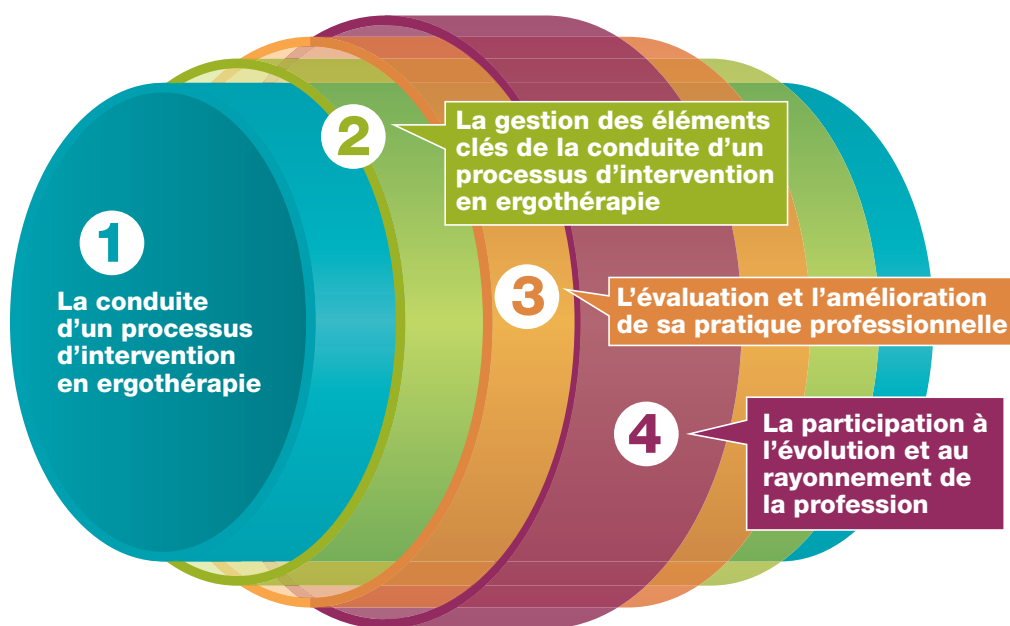 1
La conduite
d’un processus
d’intervention
en ergothérapie
2
La gestion des éléments
clés de la conduite d’un
processus d’intervention
en ergothérapie
3
L’évaluation et l’amélioration
de sa pratique professionnelle
4
La participation à
l’évolution et au
rayonnement de
la profession